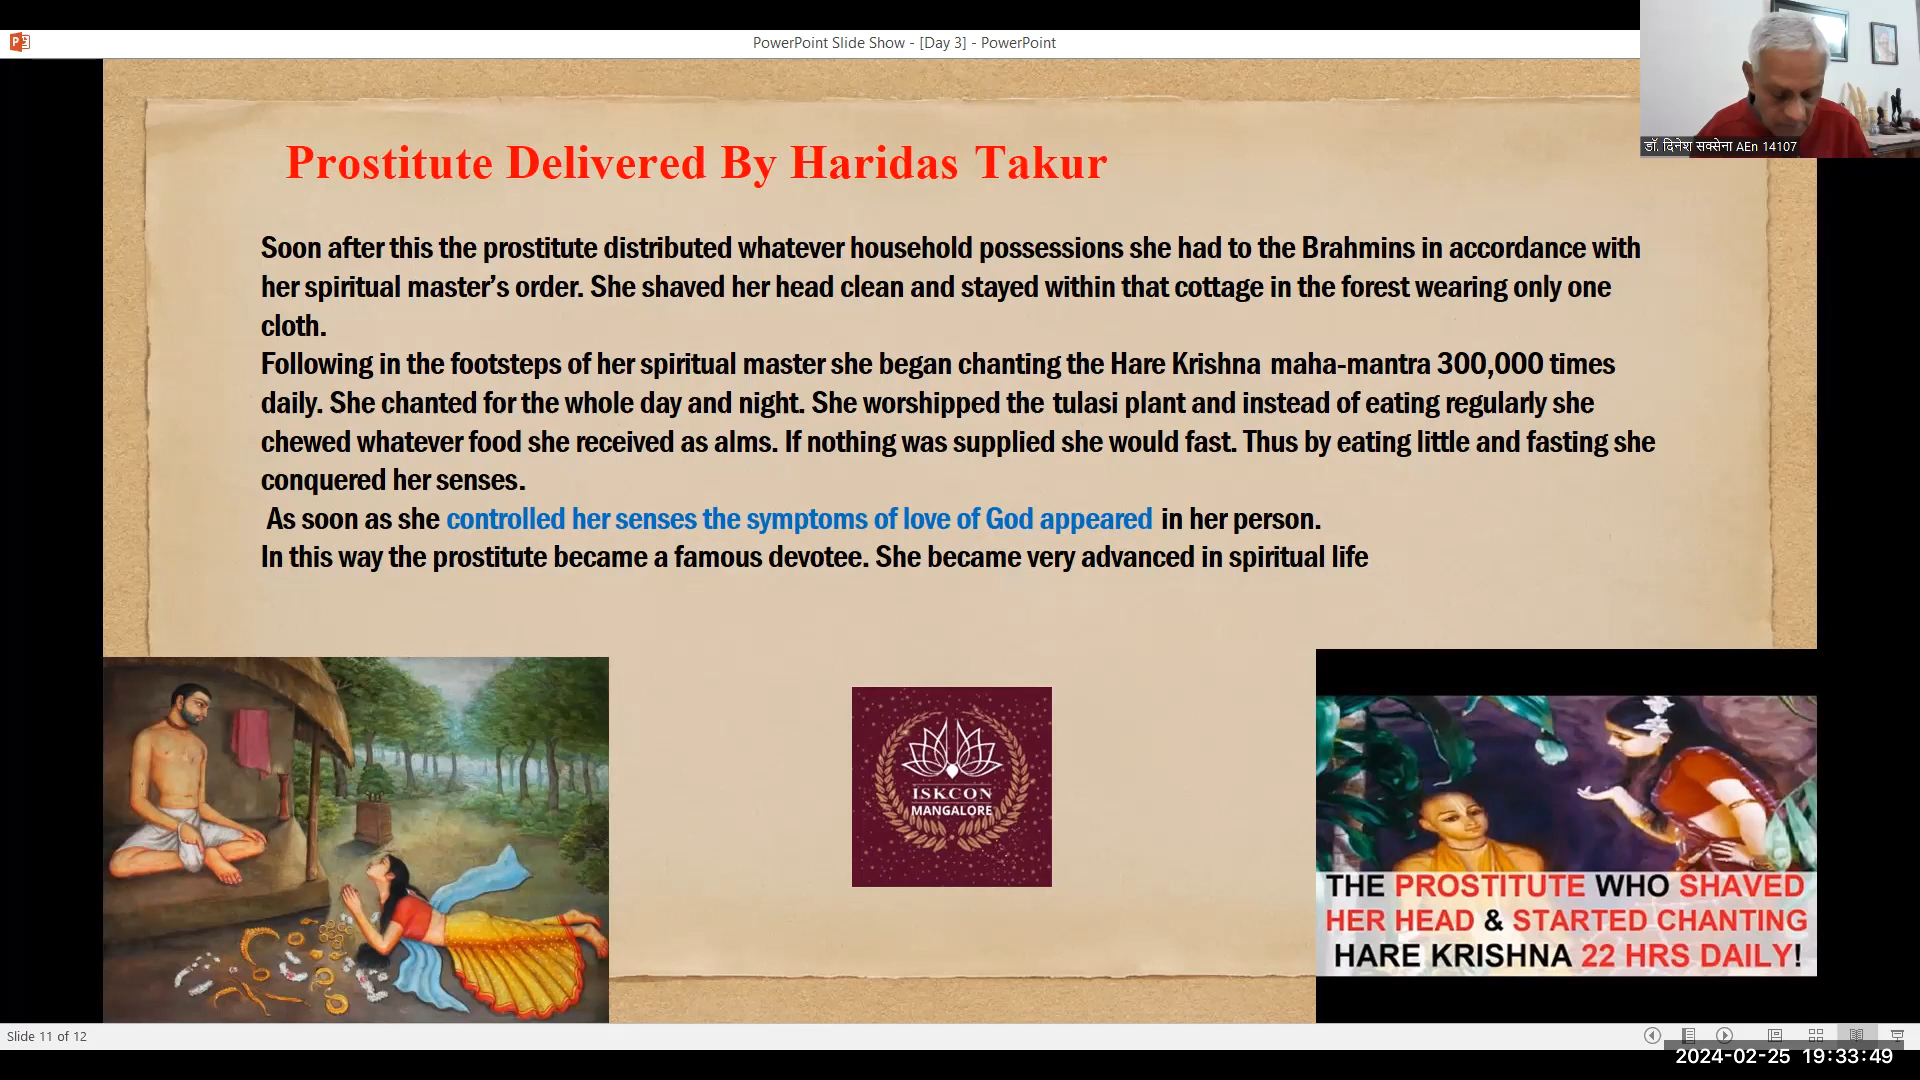 PowerPoint Slide Show - [Day 3] - PowerPoint
डॉ. दिनेश सक्सेना AEn 14107
Prostitute Delivered By Haridas Takur
Soon after this the prostitute distributed whatever household possessions she had to the Brahmins in accordance with
her spiritual master’s order. She shaved her head clean and stayed within that cottage in the forest wearing only one
cloth.
Following in the footsteps of her spiritual master she began chanting the Hare Krishna maha-mantra 300,000 times
daily. She chanted for the whole day and night. She worshipped the tulasi plant and instead of eating regularly she
chewed whatever food she received as alms. If nothing was supplied she would fast. Thus by eating little and fasting she
conquered her senses.
As soon as she controlled her senses the symptoms of love of God appeared in her person.
In this way the prostitute became a famous devotee. She became very advanced in spiritual life
ISKCON
MANGALORE
THE PROSTITUTE WHO SHAVED
HER HEAD & STARTED CHANTING
HARE KRISHNA 22 HRS DAILY!
Slide 11 of 12
2024-02-25 19:33:49